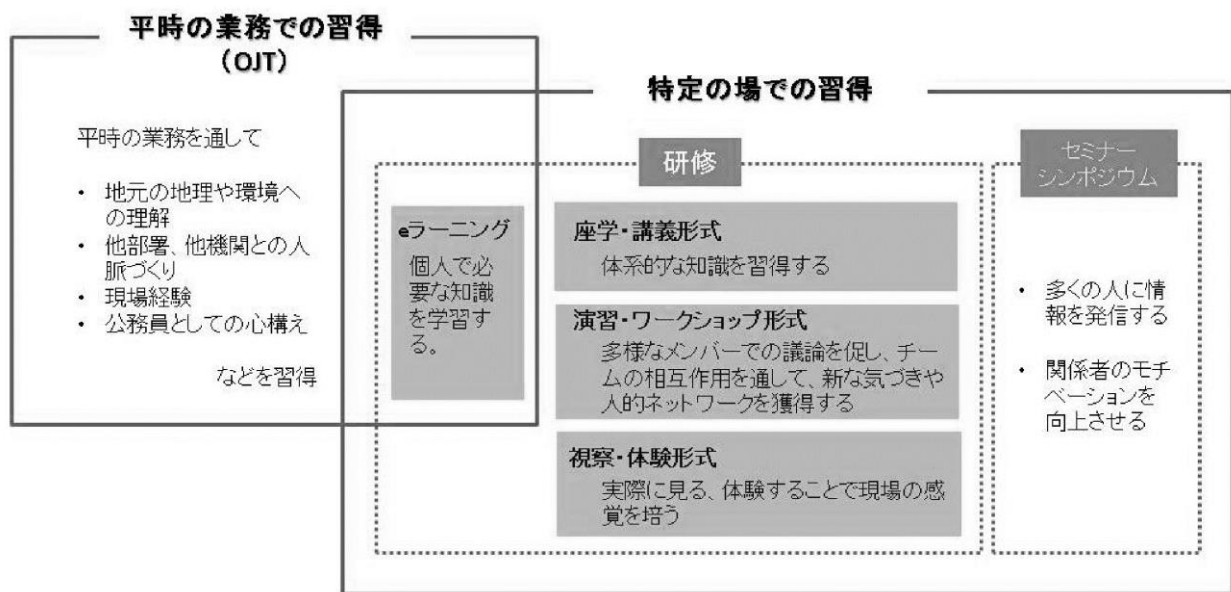 平時の業務での習得
(OJT)
平時の業務を通して
・ 地元の地理や環境へ
の理解
・ 他部署、他機関との人
脈づくり
・ 現場経験
・ 公務員としての心構え
などを習得
特定の場での習得
研修
eラーニング
個人で必
要な知識
を学習す
る。
座学・講義形式
体系的な知識を習得する
演習・ワークショップ形式
多様なメンバーでの議論を促し、チー
ムの相互作用を通して、新な気づきや
人的ネットワークを獲得する
視察・体験形式
実際に見る、体験することで現場の感
覚を培う
セミナー
シンポジウム
・ 多くの人に情
報を発信する
・ 関係者のモチ
ベーションを
向上させる